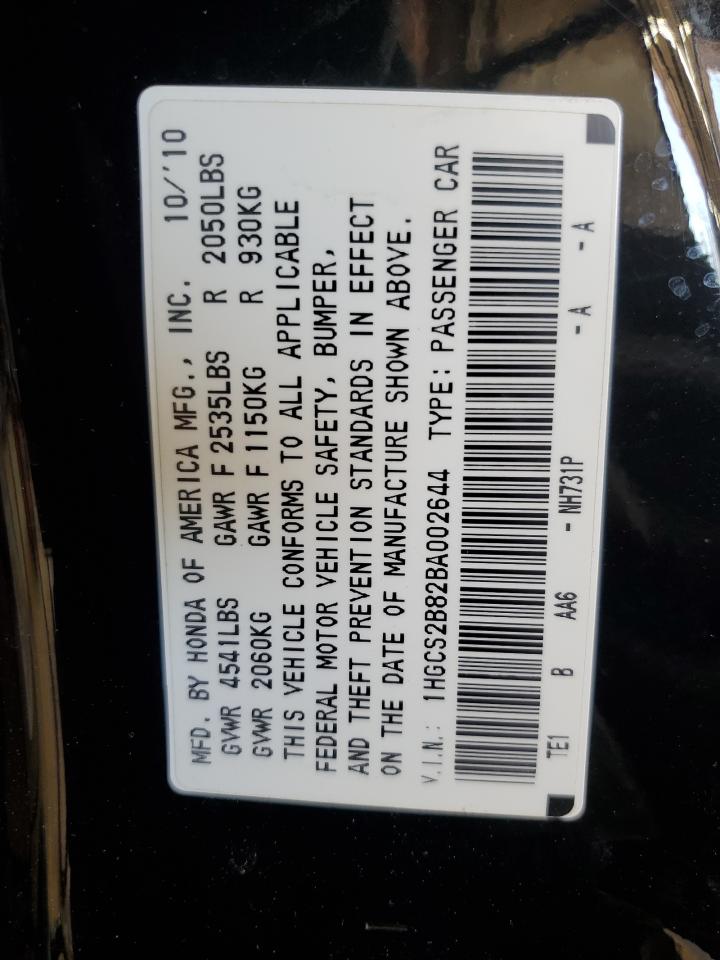 MFD. BY HONDA OF AMERICA MFG., INC. 10/'10
GVWR 4541LBS GAWR F 2535LBS R 2050LBS
GVWR 2060KG GAWR F 1150KG R 930KG
THIS VEHICLE CONFORMS TO ALL APPLICABLE
FEDERAL MOTOR VEHICLE SAFETY, BUMPER,
AND THEFT PREVENTION STANDARDS IN EFFECT
ON THE DATE OF MANUFACTURE SHOWN ABOVE.
V.I.N.: 1HGCS2B82BA002644 TYPE: PASSENGER CAR
TE1 B AA6 - NH731P - A - A